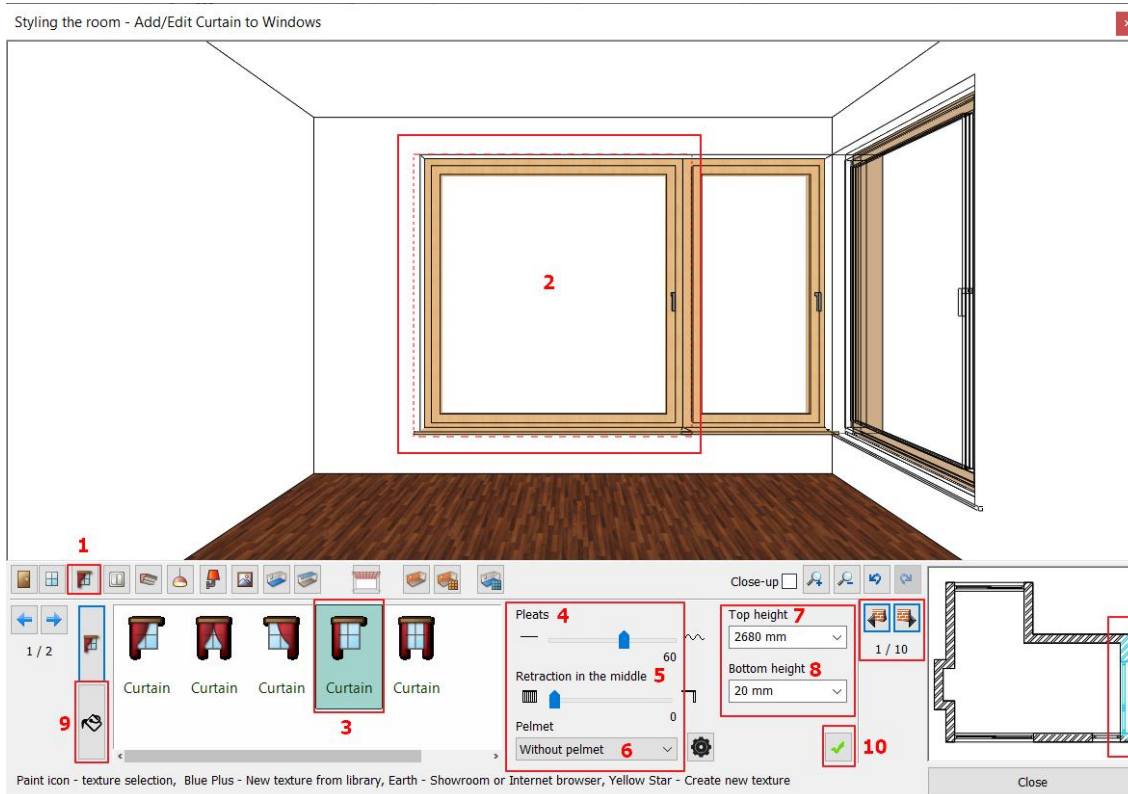 Styling the room - Add/Edit Curtain to Windows
x
2
1
Close-up
1 / 2
9
Curtain
Curtain
Curtain
Curtain
Curtain
3
Pleats 4
60
Retraction in the middle 5
0
Pelmet
Without pelmet 6
Top height 7
2680 mm
Bottom height 8
20 mm
1 / 10
10
Paint icon - texture selection, Blue Plus - New texture from library, Earth - Showroom or Internet browser, Yellow Star - Create new texture
Close